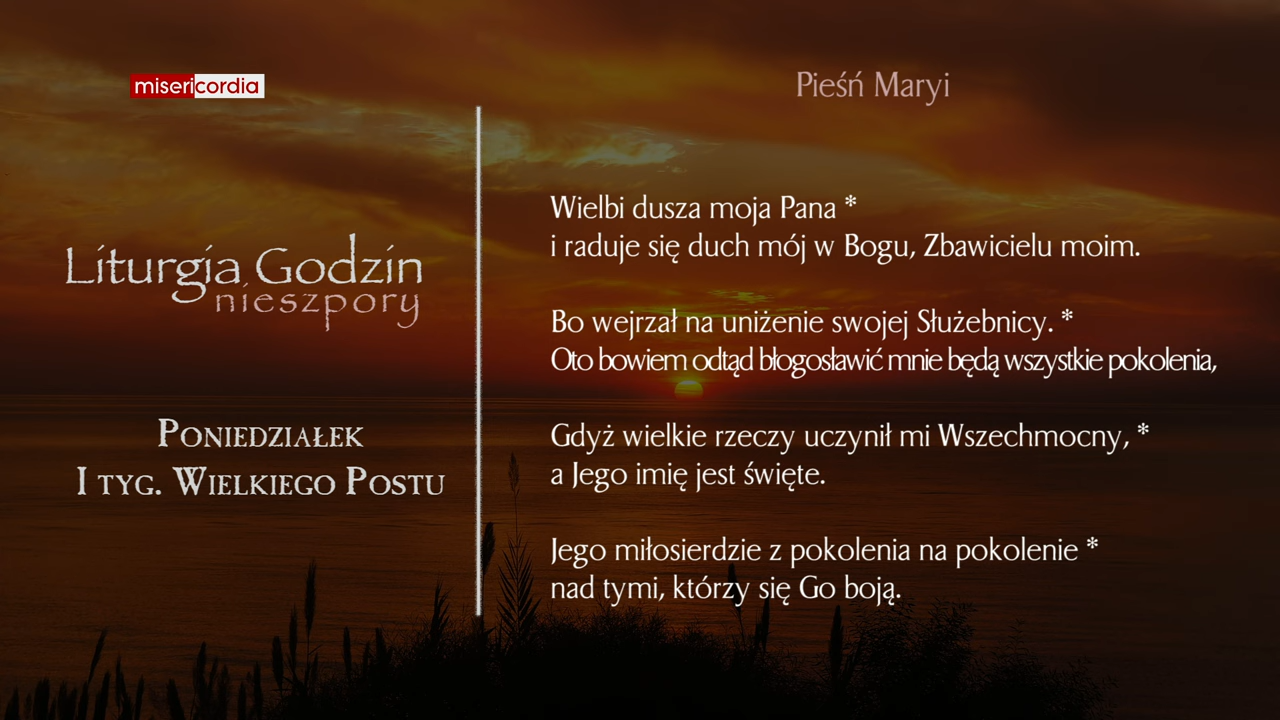 misericordia
Pieśń Maryi
Liturgia Godzin
nieszpory
Poniedziałek
I tyg. Wielkiego Postu
Wielbi dusza moja Pana *
i raduje się duch mój w Bogu, Zbawicielu moim.
Bo wejrzał na uniżenie swojej Służebnicy. *
Oto bowiem odtąd błogosławić mnie będą wszystkie pokolenia,
Gdyż wielkie rzeczy uczynił mi Wszechmocny, *
a Jego imię jest święte.
Jego miłosierdzie z pokolenia na pokolenie *
nad tymi, którzy się Go boją.